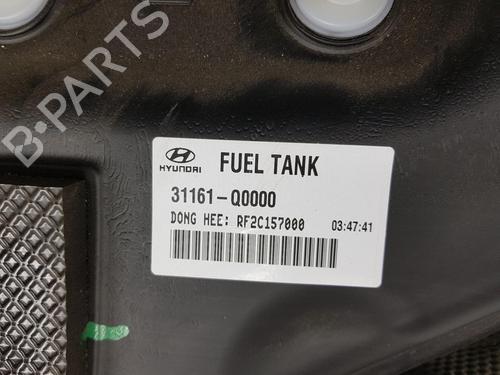 B-PARTS
HYUNDAI
FUEL TANK
31161-Q0000
DONG HEE: RF2C157000
03:47:41